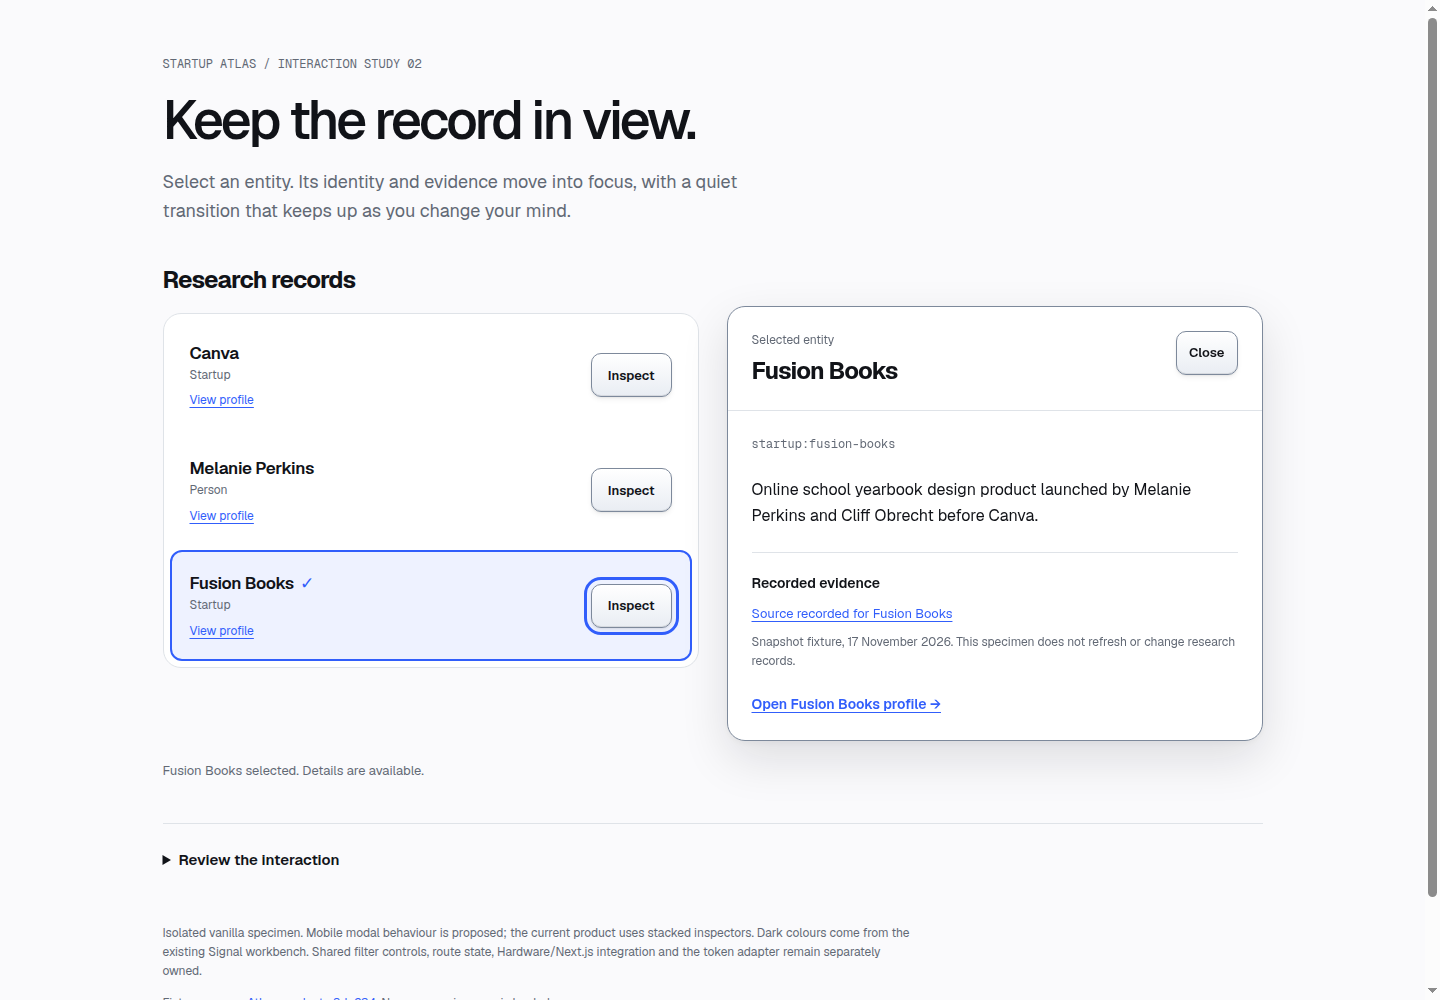 STARTUP ATLAS / INTERACTION STUDY 02
Keep the record in view.
Select an entity. Its identity and evidence move into focus, with a quiet
transition that keeps up as you change your mind.
Research records
Canva
Startup
View profile
Inspect
Melanie Perkins
Person
View profile
Inspect
Fusion Books ✓
Startup
View profile
Inspect
Selected entity
Fusion Books
Close
startup:fusion-books
Online school yearbook design product launched by Melanie
Perkins and Cliff Obrecht before Canva.
Recorded evidence
Source recorded for Fusion Books
Snapshot fixture, 17 November 2026. This specimen does not refresh or change research
records.
Open Fusion Books profile →
Fusion Books selected. Details are available.
▶ Review the interaction
Isolated vanilla specimen. Mobile modal behaviour is proposed; the current product uses stacked inspectors. Dark colours come from the
existing Signal workbench. Shared filter controls, route state, Hardware/Next.js integration and the token adapter remain separately
owned.